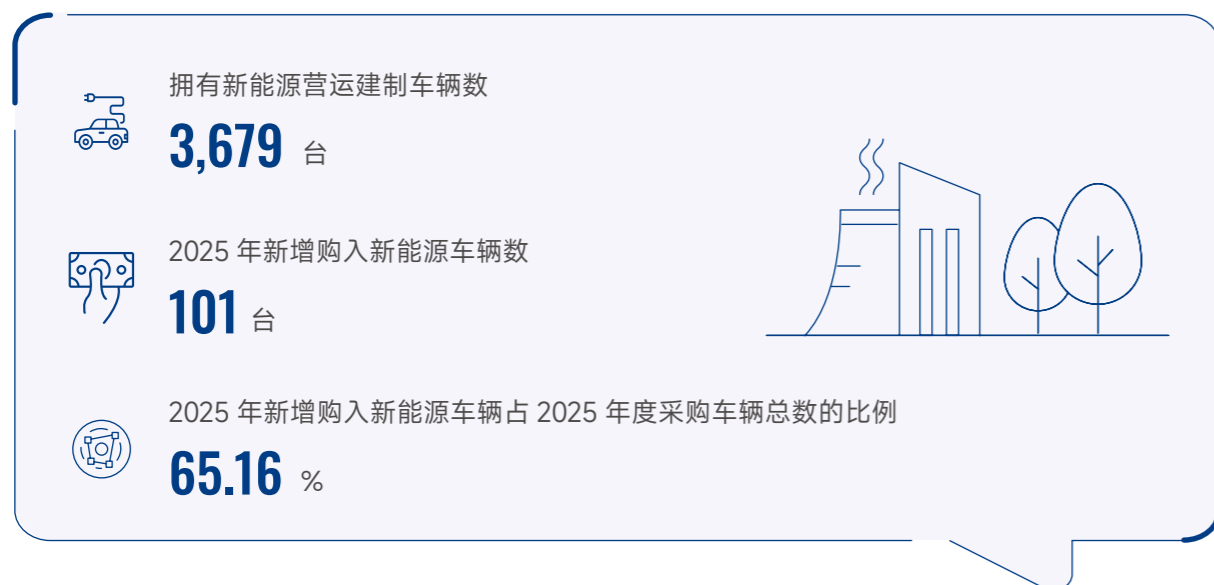 拥有新能源营运建制车辆数
3,679 台
2025 年新增购入新能源车辆数
101 台
2025 年新增购入新能源车辆占 2025 年度采购车辆总数的比例
65.16 %